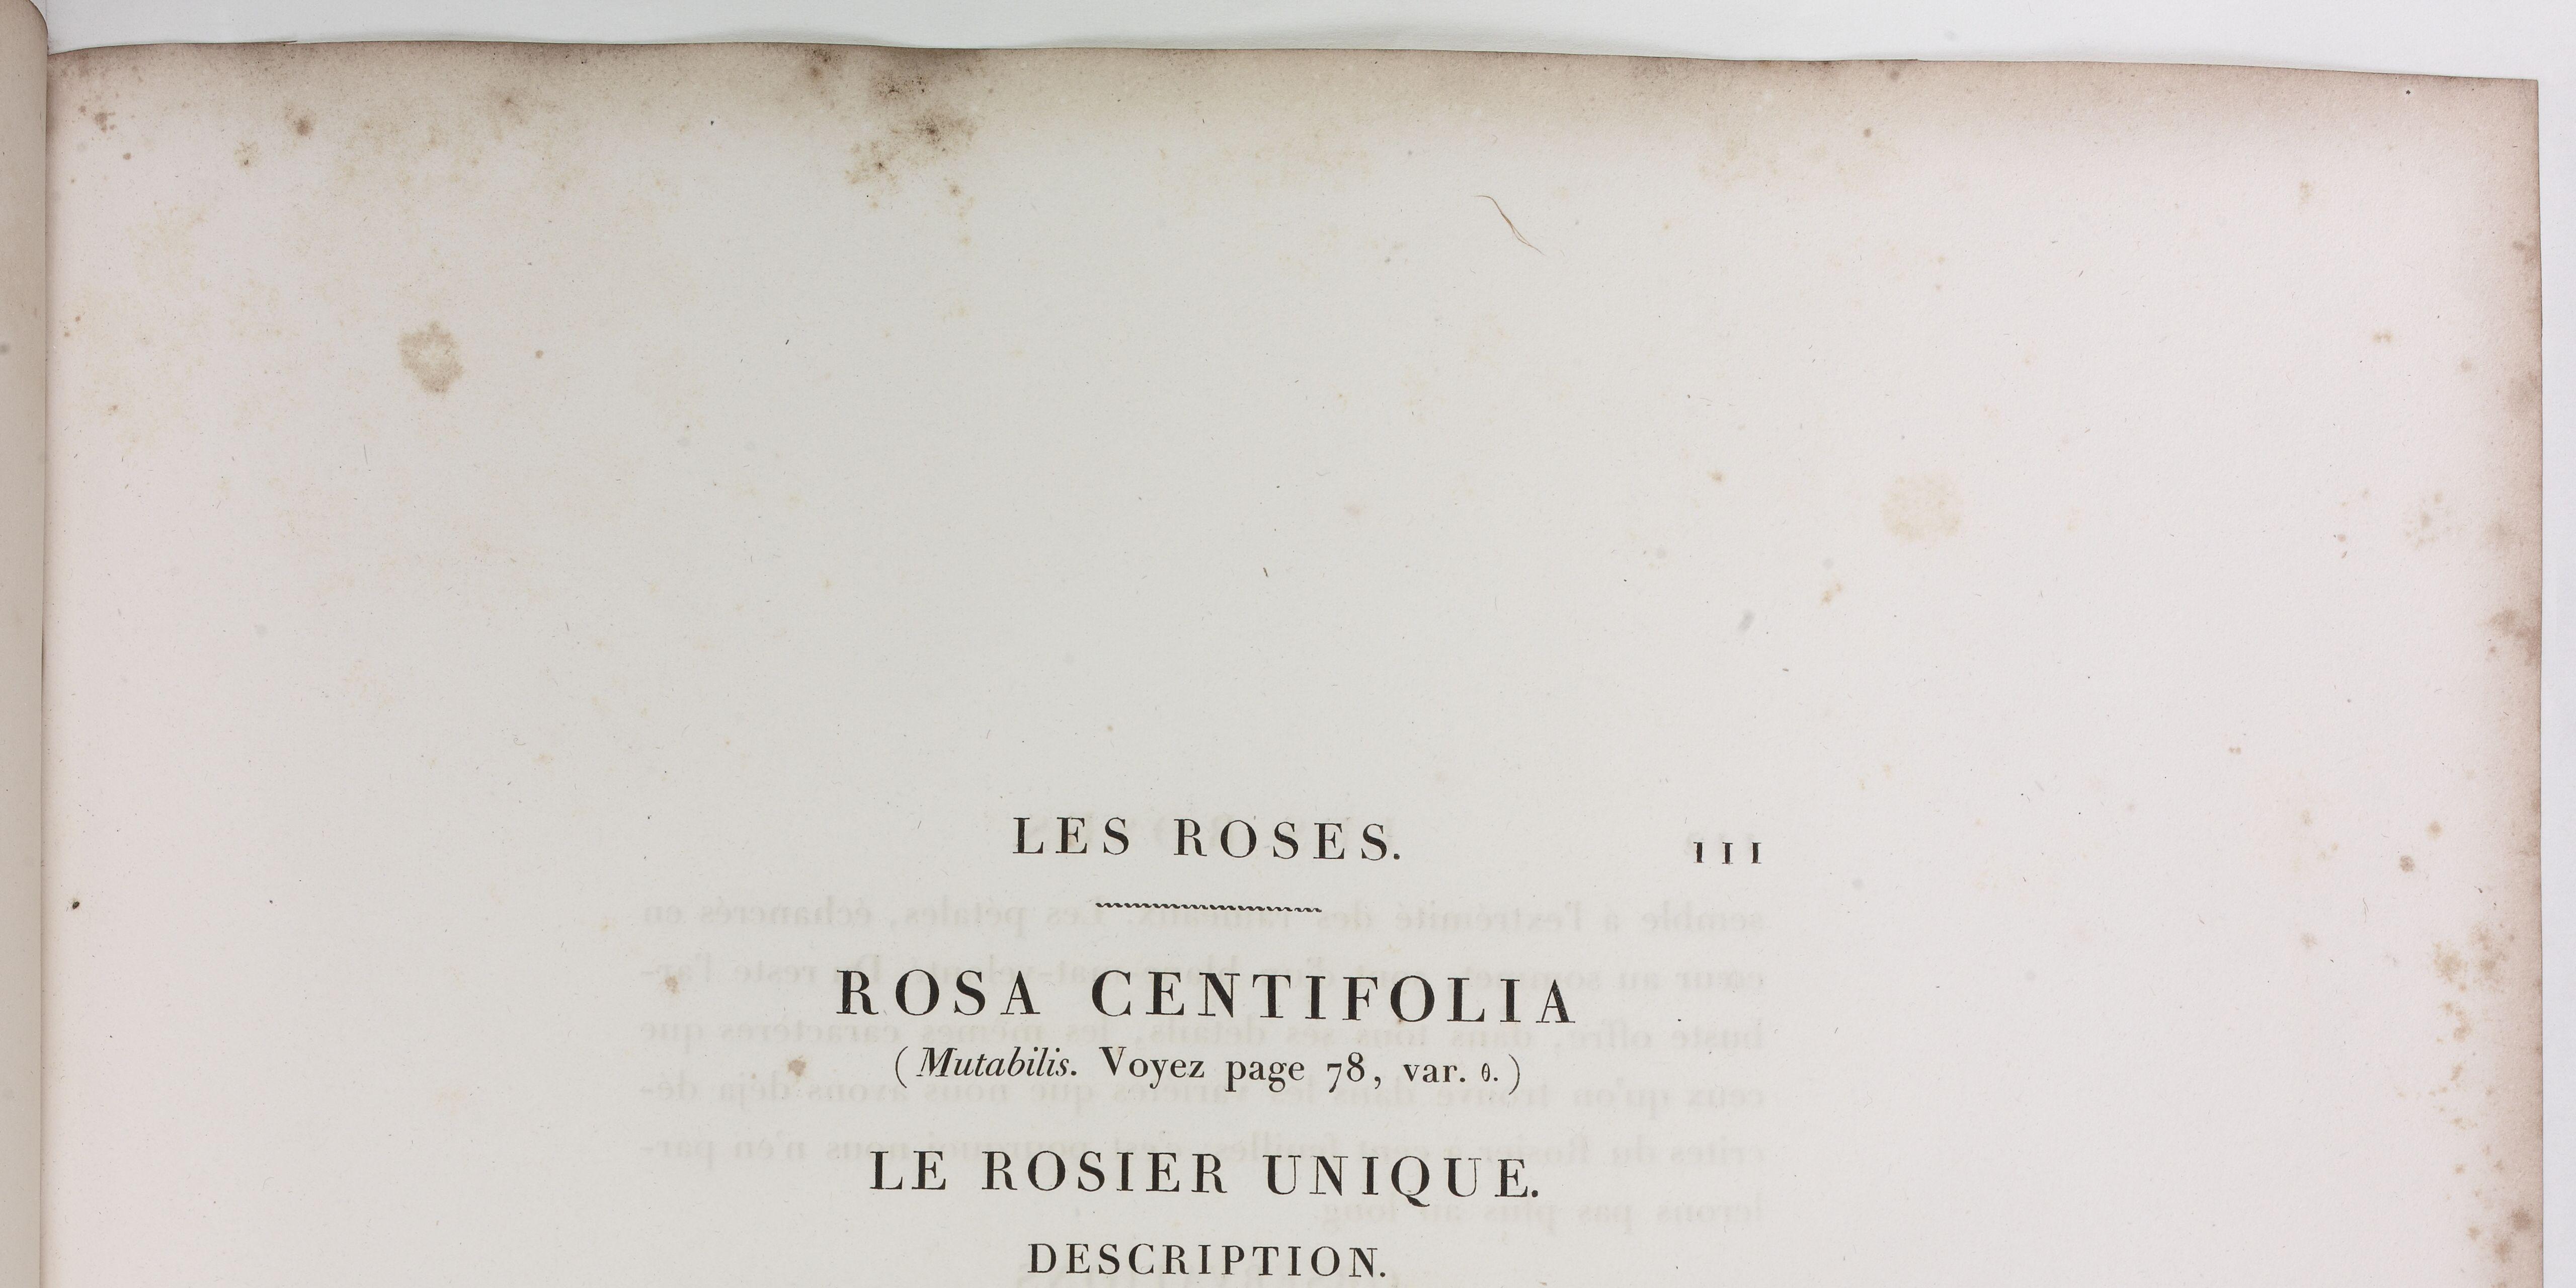 LES ROSES. 111
ROSA CENTIFOLIA
(Mutabilis. Voyez page 78, var. θ.)
LE ROSIER UNIQUE.
DESCRIPTION.